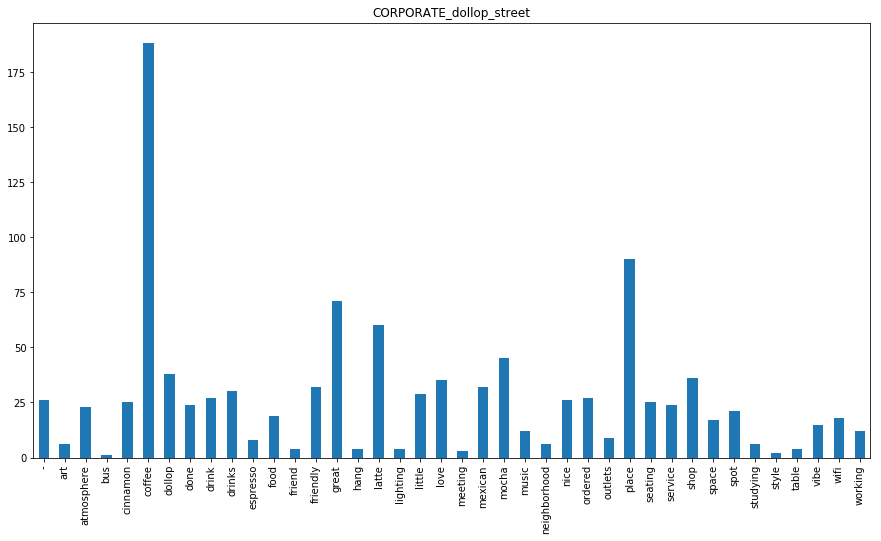 CORPORATE_dollop_street
175
150
125
100
75
50
25
0
-
art
atmosphere
bus
cinnamon
coffee
dollop
done
drink
drinks
espresso
food
friend
friendly
great
hang
latte
lighting
little
love
meeting
mexican
mocha
music
neighborhood
nice
ordered
outlets
place
seating
service
shop
space
spot
studying
style
table
vibe
wifi
working